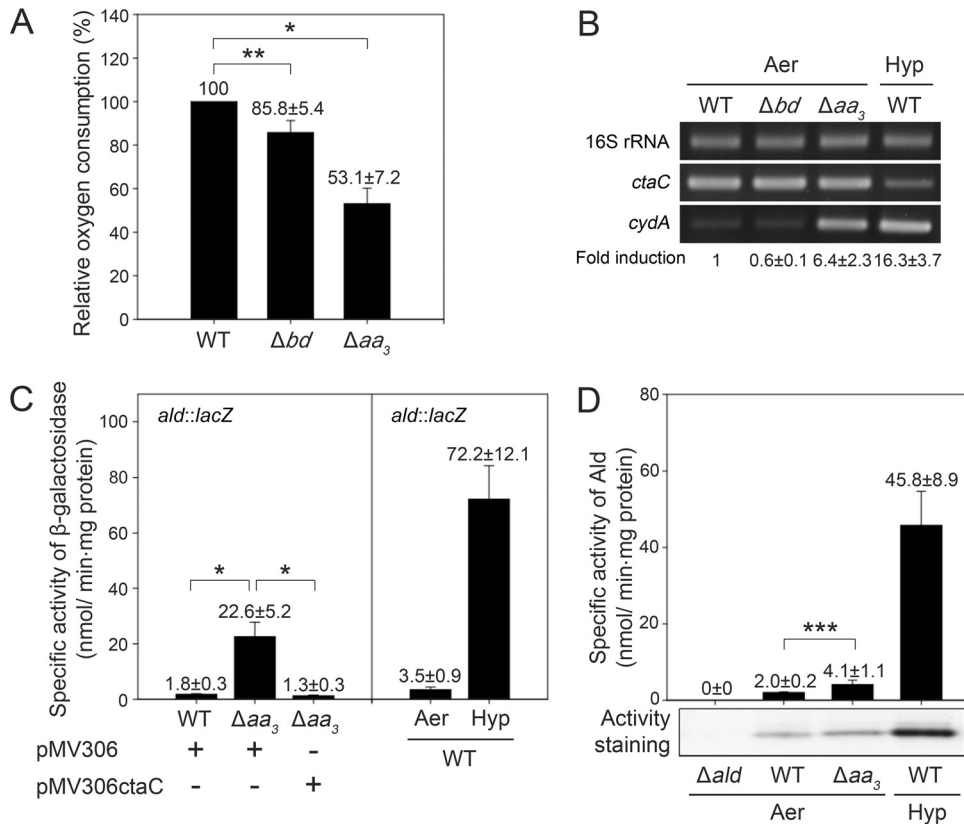 A
Relative oxygen consumption (%)
140
120
100
80
60
40
20
0
*
**
100
85.8±5.4
53.1±7.2
WT Δbd Δaa₃
B
Aer Hyp
WT Δbd Δaa₃ WT
16S rRNA
ctaC
cydA
Fold induction 1 0.6±0.1 6.4±2.3 16.3±3.7
C
Specific activity of β-galactosidase
(nmol/ min·mg protein)
100
80
60
40
20
0
ald::lacZ ald::lacZ
72.2±12.1
* *
22.6±5.2
1.8±0.3 1.3±0.3 3.5±0.9
WT Δaa₃ Δaa₃ Aer Hyp
pMV306 + + - WT
pMV306ctaC - - +
D
Specific activity of Ald
(nmol/ min·mg protein)
80
60
40
20
0
45.8±8.9
***
0±0 2.0±0.2 4.1±1.1
Activity
staining
Δald WT Δaa₃ WT
Aer Hyp